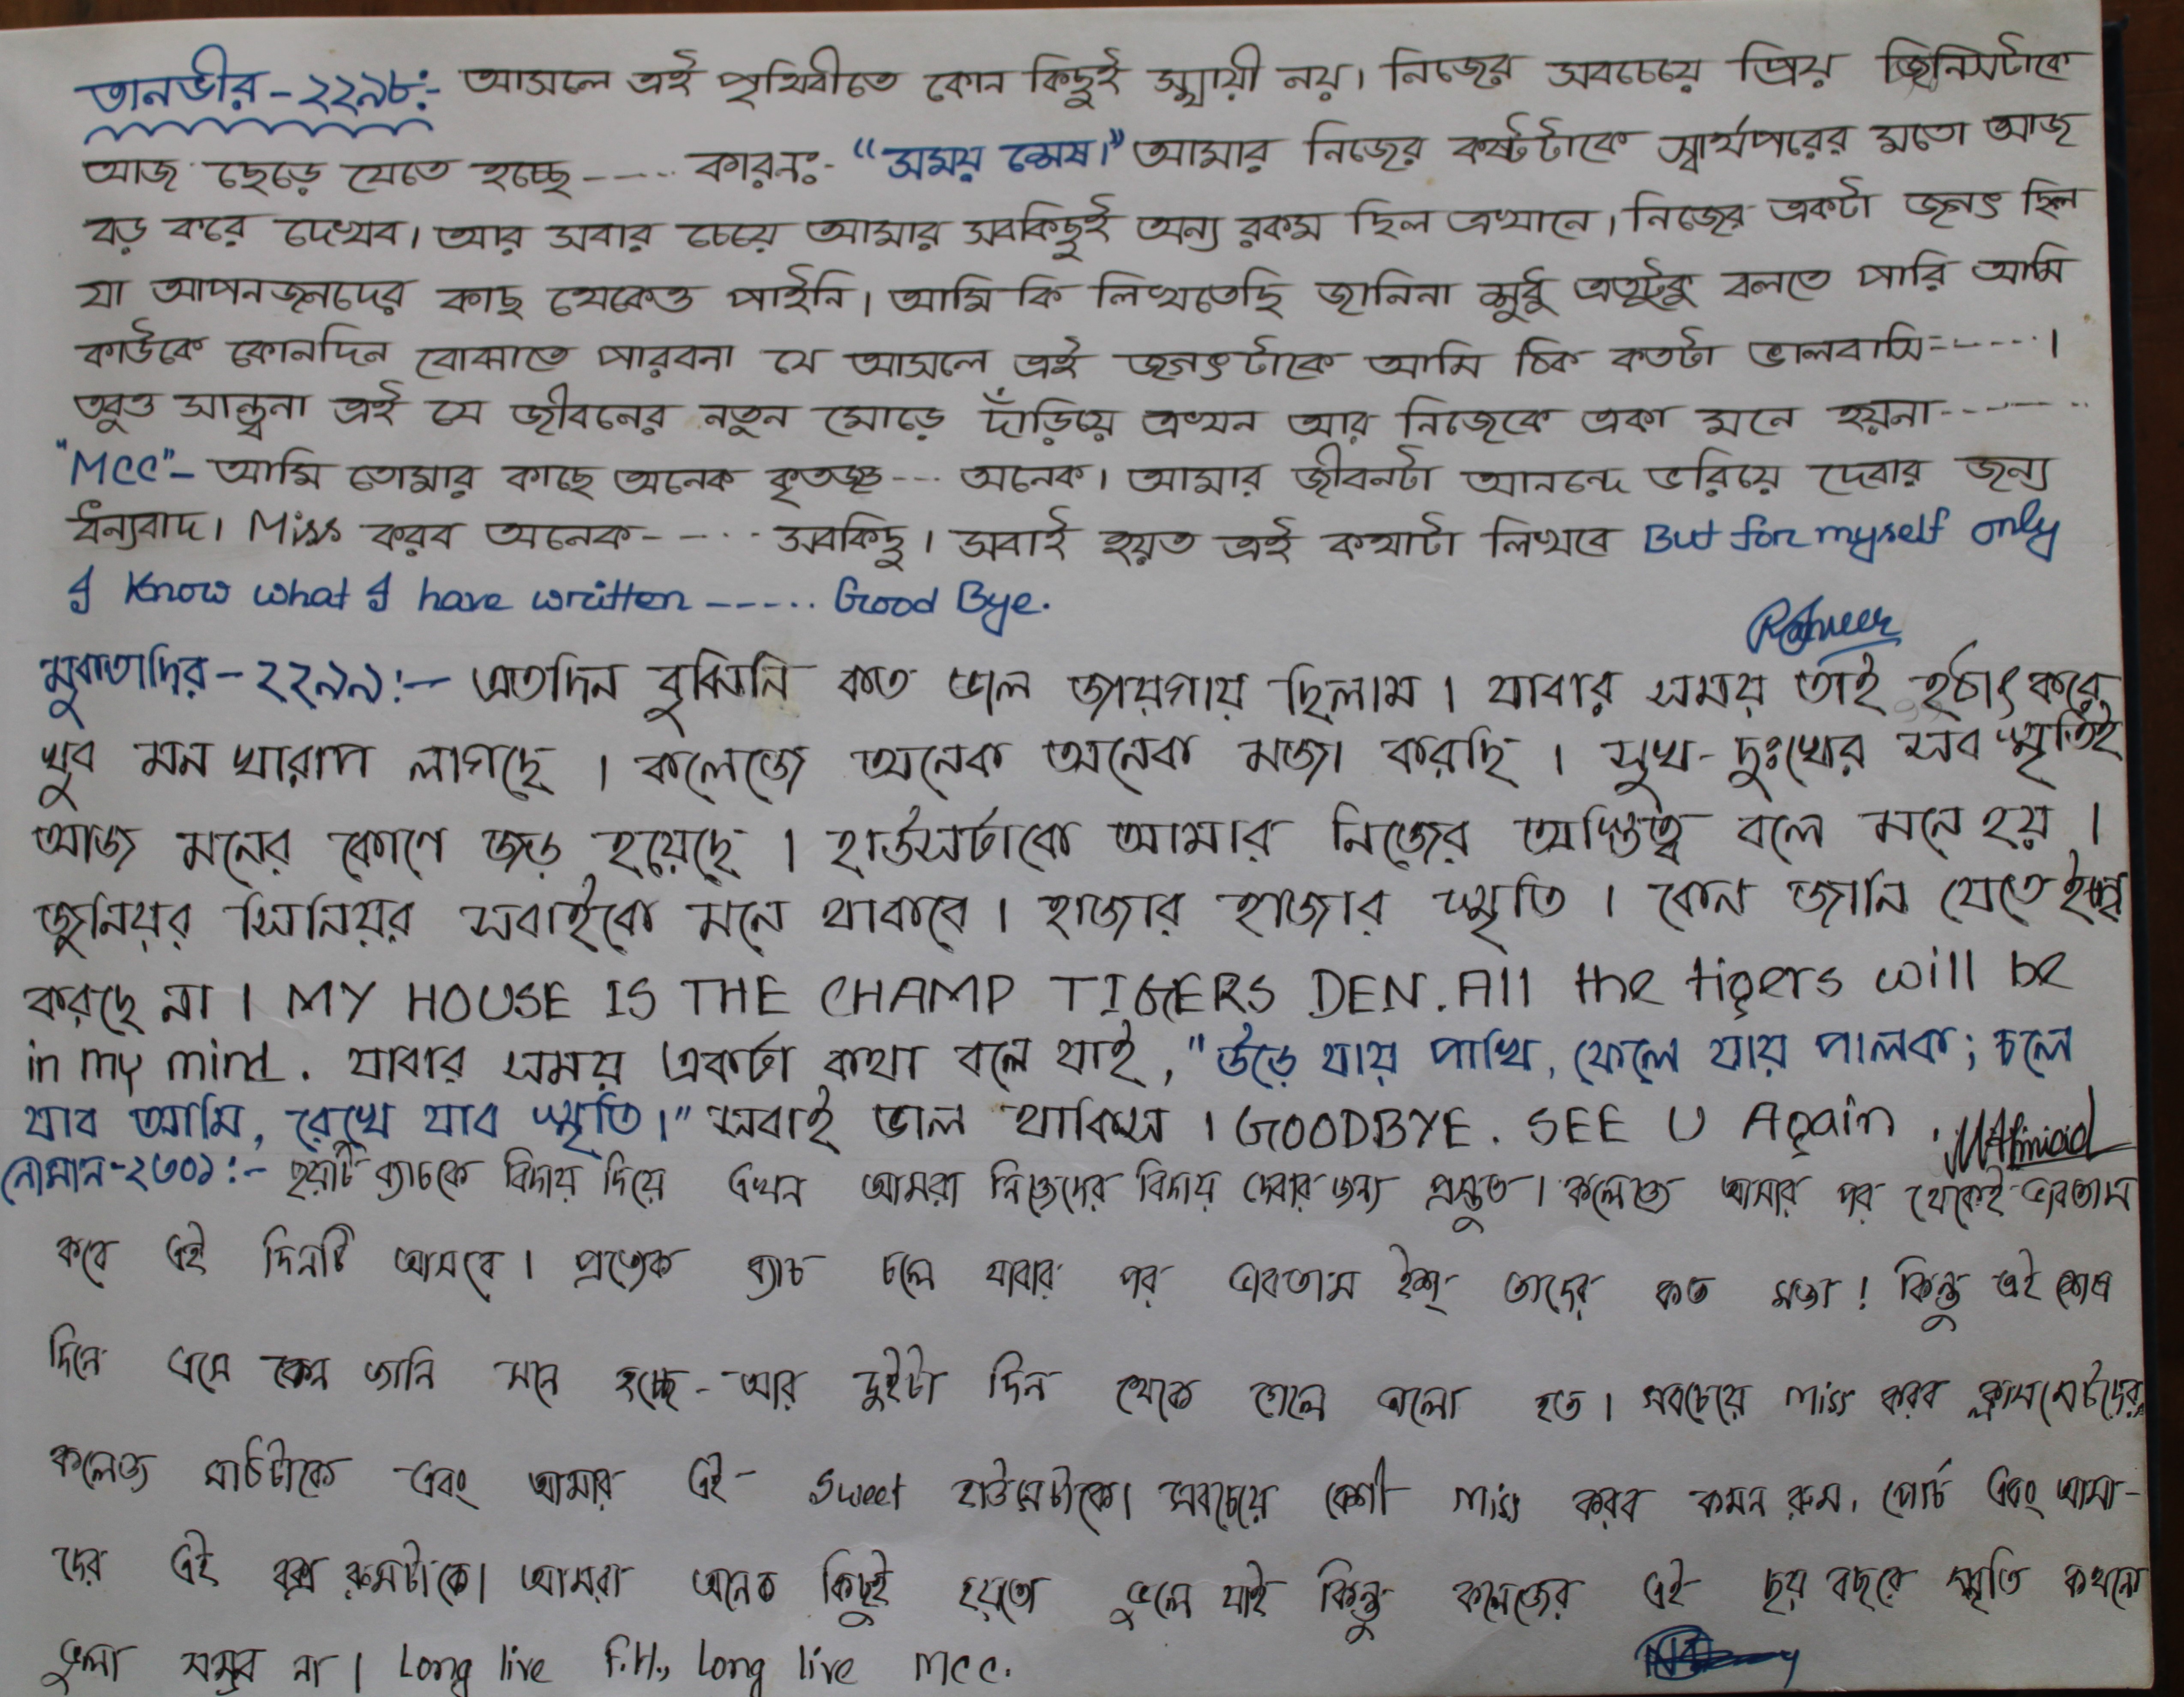 তানভীর-২২৯৮:- আসলে এই পৃথিবীতে কোন কিছুই স্থায়ী নয়। নিজের সবচেয়ে প্রিয় জিনিসটাকে
আজ ছেড়ে যেতে হচ্ছে----- কারনঃ- “সময় শেষ।” আমার নিজের কষ্টটাকে স্বার্থপরের মতো আজ
বড় করে দেখব। আর সবার চেয়ে আমার সবকিছুই অন্য রকম ছিল এখানে। নিজের একটা জগৎ ছিল
যা আপনজনদের কাছ থেকেও পাইনি। আমি কি লিখতেছি জানিনা শুধু এতটুকু বলতে পারি আমি
কাউকে কোনদিন বোঝাতে পারবনা যে আসলে এই জগৎটাকে আমি ঠিক কতটা ভালবাসি------।
তবুও সান্ত্বনা এই যে জীবনের নতুন মোড়ে দাঁড়িয়ে এখন আর নিজেকে একা মনে হয়না-------
"MCC"- আমি তোমার কাছে অনেক কৃতজ্ঞ--- অনেক। আমার জীবনটা আনন্দে ভরিয়ে দেবার জন্য
ধন্যবাদ। Miss করব অনেক----- সবকিছু। সবাই হয়ত এই কথাটা লিখবে But for myself only
I Know what I have written ------ Good Bye.
মুকতাদির-২২৯৯:- এতদিন বুঝিনি কত ভাল জায়গায় ছিলাম। যাবার সময় তাই হঠাৎ করে
খুব মন খারাপ লাগছে। কলেজে অনেক অনেক মজা করছি। সুখ-দুঃখের সব স্মৃতিই
আজ মনের কোণে জড় হয়েছে। হাউসটাকে আমার নিজের অস্তিত্ব বলে মনে হয়।
জুনিয়র সিনিয়র সবাইকে মনে থাকবে। হাজার হাজার স্মৃতি। কেন জানি যেতে ইচ্ছা
করছে না। MY HOUSE IS THE CHAMP TIGERS DEN. All the tigers will be
in my mind. যাবার সময় একটা কথা বলে যাই, "উড়ে যায় পাখি, ফেলে যায় পালক; চলে
যাব আমি, রেখে যাব স্মৃতি।" সবাই ভাল থাকিস। GOODBYE. SEE U Again.
নোমান-২৩০১:- ছয়টি ব্যাচকে বিদায় দিয়ে এখন আমরা নিজেদের বিদায় দেবার জন্য প্রস্তুত। কলেজে আসার পর থেকেই ভাবতাম
কবে এই দিনটি আসবে। প্রত্যেক ব্যাচ চলে যাবার পর ভাবতাম ইশ্ তাদের কত মজা! কিন্তু এই শেষ
দিনে এসে কেন জানি মনে হচ্ছে- আর দুইটা দিন থেকে গেলে ভালো হত। সবচেয়ে miss করব ক্লাসমেটদের,
কলেজ মাঠটাকে এবং আমার এই Sweet হাউসটাকে। সবচেয়ে বেশী miss করব কমন রুম, পোর্চ এবং আমা-
দের এই বক্স রুমটাকে। আমরা অনেক কিছুই হয়তো ভুলে যাই কিন্তু কলেজের এই ছয় বছরে স্মৃতি কখনো
ভুলা সম্ভব না। Long live F.H., Long live MCC.